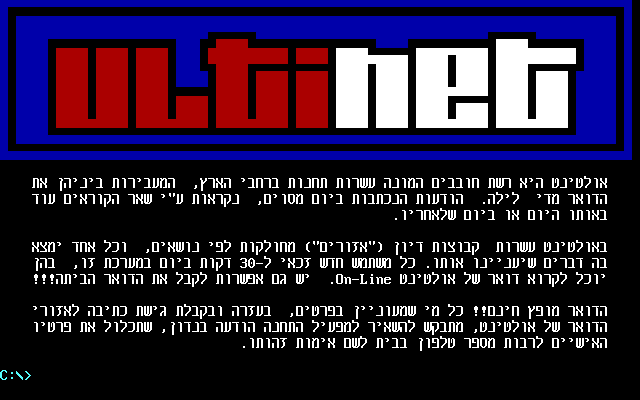 ULTINET
אולטינט היא רשת חובבים המונה עשרות תחנות ברחבי הארץ, המעבירות ביניהן את
הדואר מדי לילה. הודעות הנכתבות ביום מסוים, נקראות ע"י שאר הקוראים עוד
באותו היום או ביום שלאחריו.
באולטינט עשרות קבוצות דיון ("אזורים") מחולקות לפי נושאים, וכל אחד ימצא
בה דברים שיעניינו אותו. כל משתמש חדש זכאי ל-30 דקות ביום במערכת זו, בהן
יוכל לקרוא דואר של אולטינט On-Line. יש גם אפשרות לקבל את הדואר הביתה!!!
הדואר מופץ חינם!! כל מי שמעוניין בפרטים, בעזרה ובקבלת גישת כתיבה לאזורי
הדואר של אולטינט, מתבקש להשאיר למפעיל התחנה הודעה בנדון, שתכלול את פרטיו
האישיים לרבות מספר טלפון בבית לשם אימות זהותו.
C:\>